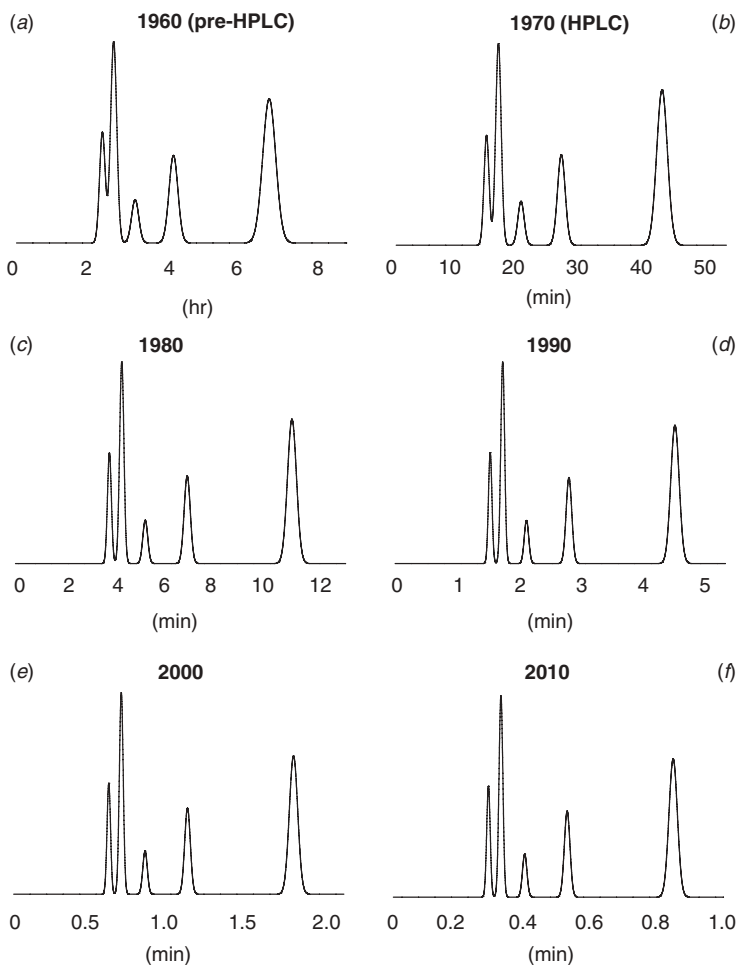 (a) 1960 (pre-HPLC)
0 2 4 6 8
(hr)
1970 (HPLC) (b)
0 10 20 30 40 50
(min)
(c) 1980
0 2 4 6 8 10 12
(min)
1990 (d)
0 1 2 3 4 5
(min)
(e) 2000
0 0.5 1.0 1.5 2.0
(min)
2010 (f)
0 0.2 0.4 0.6 0.8 1.0
(min)